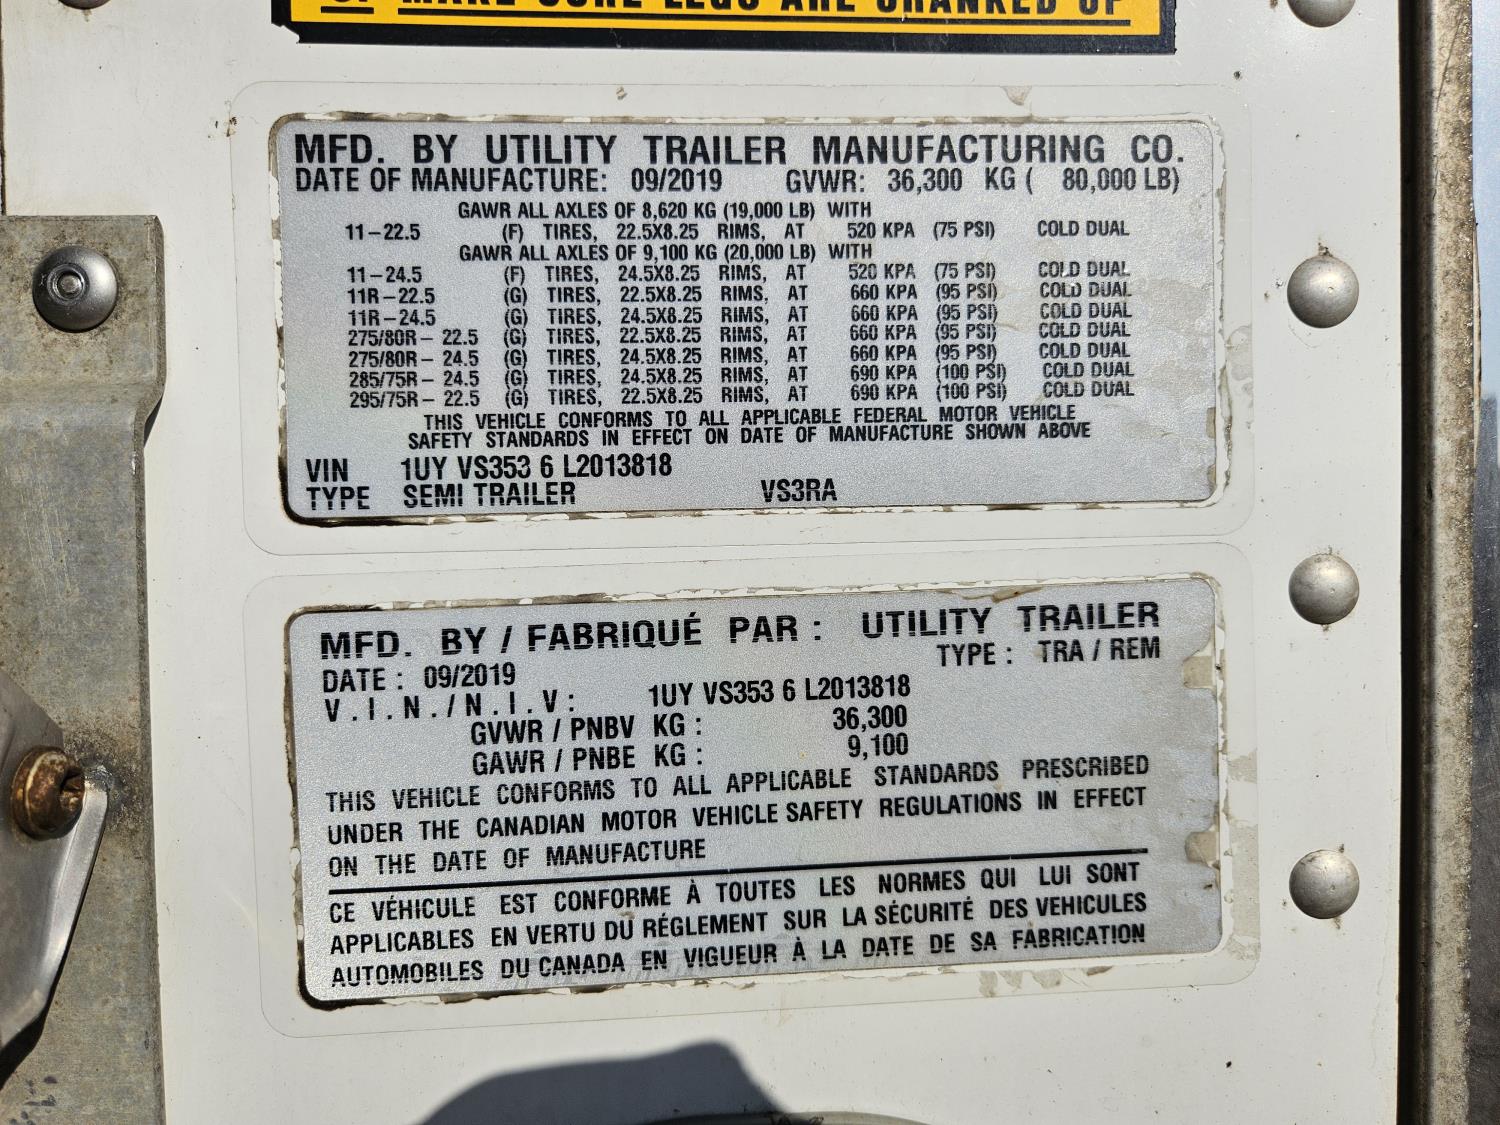 MAKE SURE LEGS ARE CRANKED UP
MFD. BY UTILITY TRAILER MANUFACTURING CO.
DATE OF MANUFACTURE: 09/2019 GVWR: 36,300 KG ( 80,000 LB)
GAWR ALL AXLES OF 8,620 KG (19,000 LB) WITH
11-22.5 (F) TIRES, 22.5X8.25 RIMS, AT 520 KPA (75 PSI) COLD DUAL
GAWR ALL AXLES OF 9,100 KG (20,000 LB) WITH
11-24.5 (F) TIRES, 24.5X8.25 RIMS, AT 520 KPA (75 PSI) COLD DUAL
11R-22.5 (G) TIRES, 22.5X8.25 RIMS, AT 660 KPA (95 PSI) COLD DUAL
11R-24.5 (G) TIRES, 24.5X8.25 RIMS, AT 660 KPA (95 PSI) COLD DUAL
275/80R- 22.5 (G) TIRES, 22.5X8.25 RIMS, AT 660 KPA (95 PSI) COLD DUAL
275/80R- 24.5 (G) TIRES, 24.5X8.25 RIMS, AT 660 KPA (95 PSI) COLD DUAL
285/75R- 24.5 (G) TIRES, 24.5X8.25 RIMS, AT 690 KPA (100 PSI) COLD DUAL
295/75R- 22.5 (G) TIRES, 22.5X8.25 RIMS, AT 690 KPA (100 PSI) COLD DUAL
THIS VEHICLE CONFORMS TO ALL APPLICABLE FEDERAL MOTOR VEHICLE
SAFETY STANDARDS IN EFFECT ON DATE OF MANUFACTURE SHOWN ABOVE
VIN 1UY VS353 6 L2013818
TYPE SEMI TRAILER VS3RA
MFD. BY / FABRIQUÉ PAR : UTILITY TRAILER
DATE : 09/2019 TYPE : TRA / REM
V.I.N./N.I.V: 1UY VS353 6 L2013818
GVWR / PNBV KG : 36,300
GAWR / PNBE KG : 9,100
THIS VEHICLE CONFORMS TO ALL APPLICABLE STANDARDS PRESCRIBED
UNDER THE CANADIAN MOTOR VEHICLE SAFETY REGULATIONS IN EFFECT
ON THE DATE OF MANUFACTURE
CE VÉHICULE EST CONFORME À TOUTES LES NORMES QUI LUI SONT
APPLICABLES EN VERTU DU RÉGLEMENT SUR LA SÉCURITÉ DES VEHICULES
AUTOMOBILES DU CANADA EN VIGUEUR À LA DATE DE SA FABRICATION